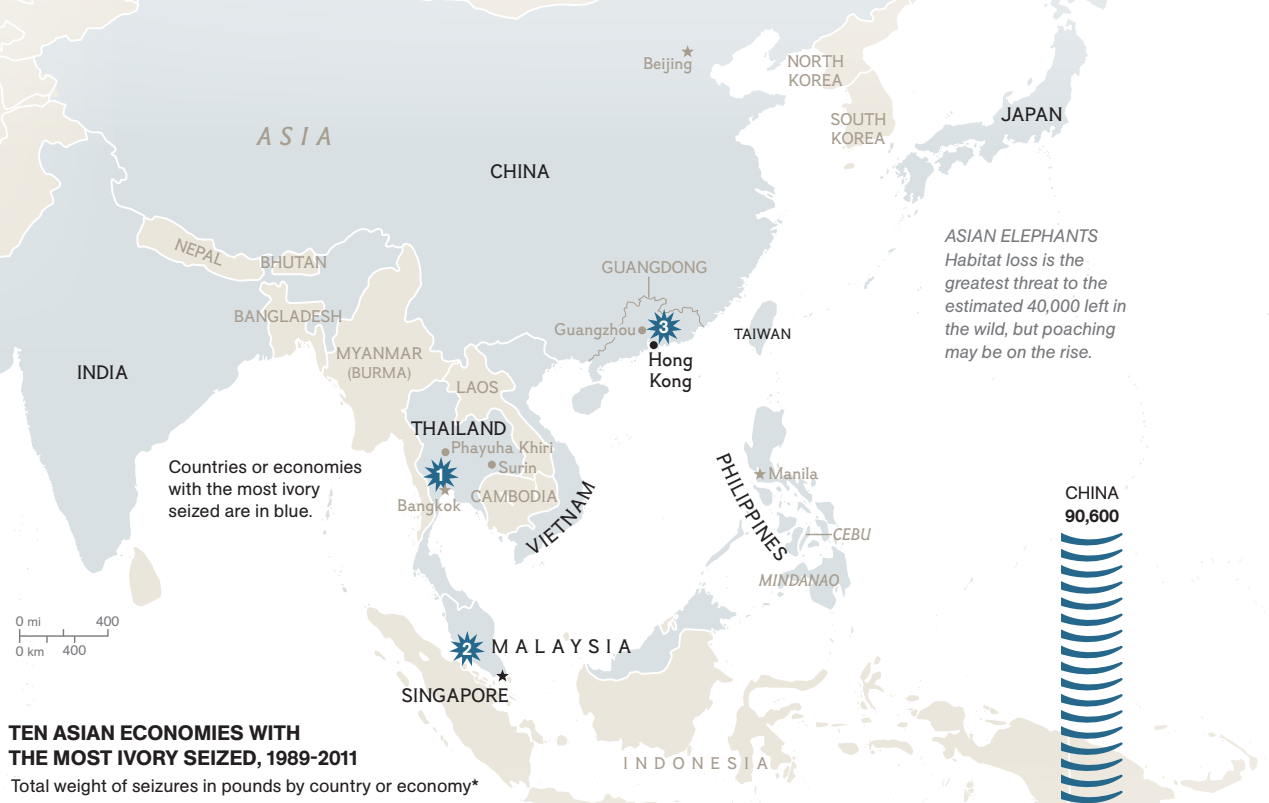 Beijing
NORTH
KOREA
SOUTH
KOREA
JAPAN
ASIA
CHINA
NEPAL
BHUTAN
BANGLADESH
INDIA
MYANMAR
(BURMA)
LAOS
GUANGDONG
Guangzhou
3
Hong
Kong
TAIWAN
ASIAN ELEPHANTS
Habitat loss is the
greatest threat to the
estimated 40,000 left in
the wild, but poaching
may be on the rise.
THAILAND
Phayuha Khiri
Surin
1
Bangkok
CAMBODIA
VIETNAM
Countries or economies
with the most ivory
seized are in blue.
PHILIPPINES
Manila
CEBU
MINDANAO
CHINA
90,600
0 mi 400
0 km 400
2
MALAYSIA
SINGAPORE
INDONESIA
TEN ASIAN ECONOMIES WITH
THE MOST IVORY SEIZED, 1989-2011
Total weight of seizures in pounds by country or economy*